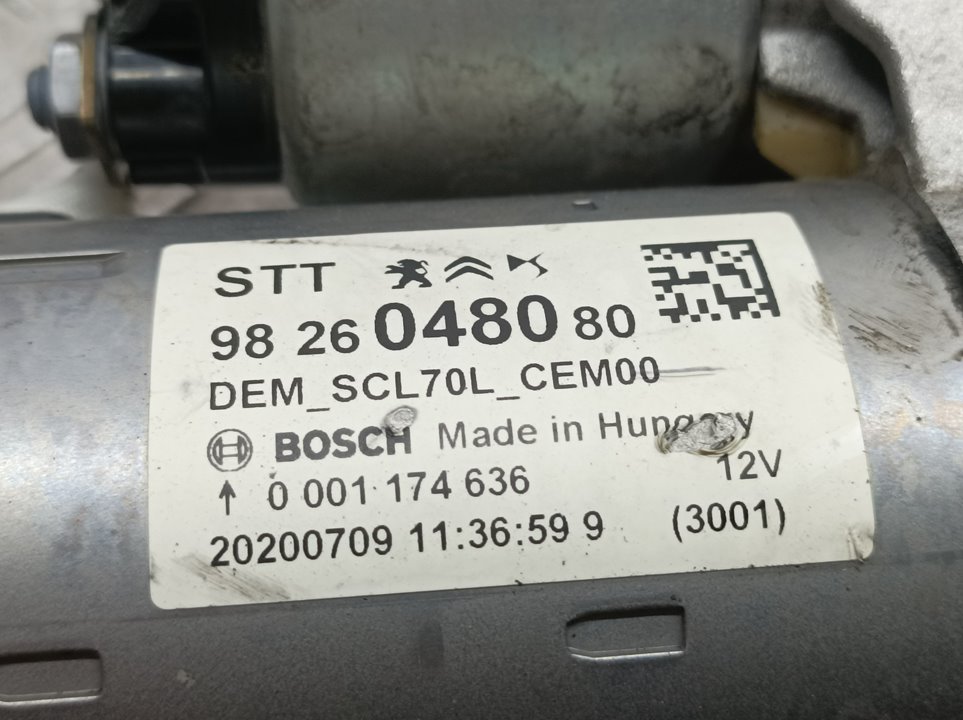 STT
98 26 0480 80
DEM_SCL70L_CEM00
BOSCH Made in Hungary
0 001 174 636 12V
20200709 11:36:59 9 (3001)